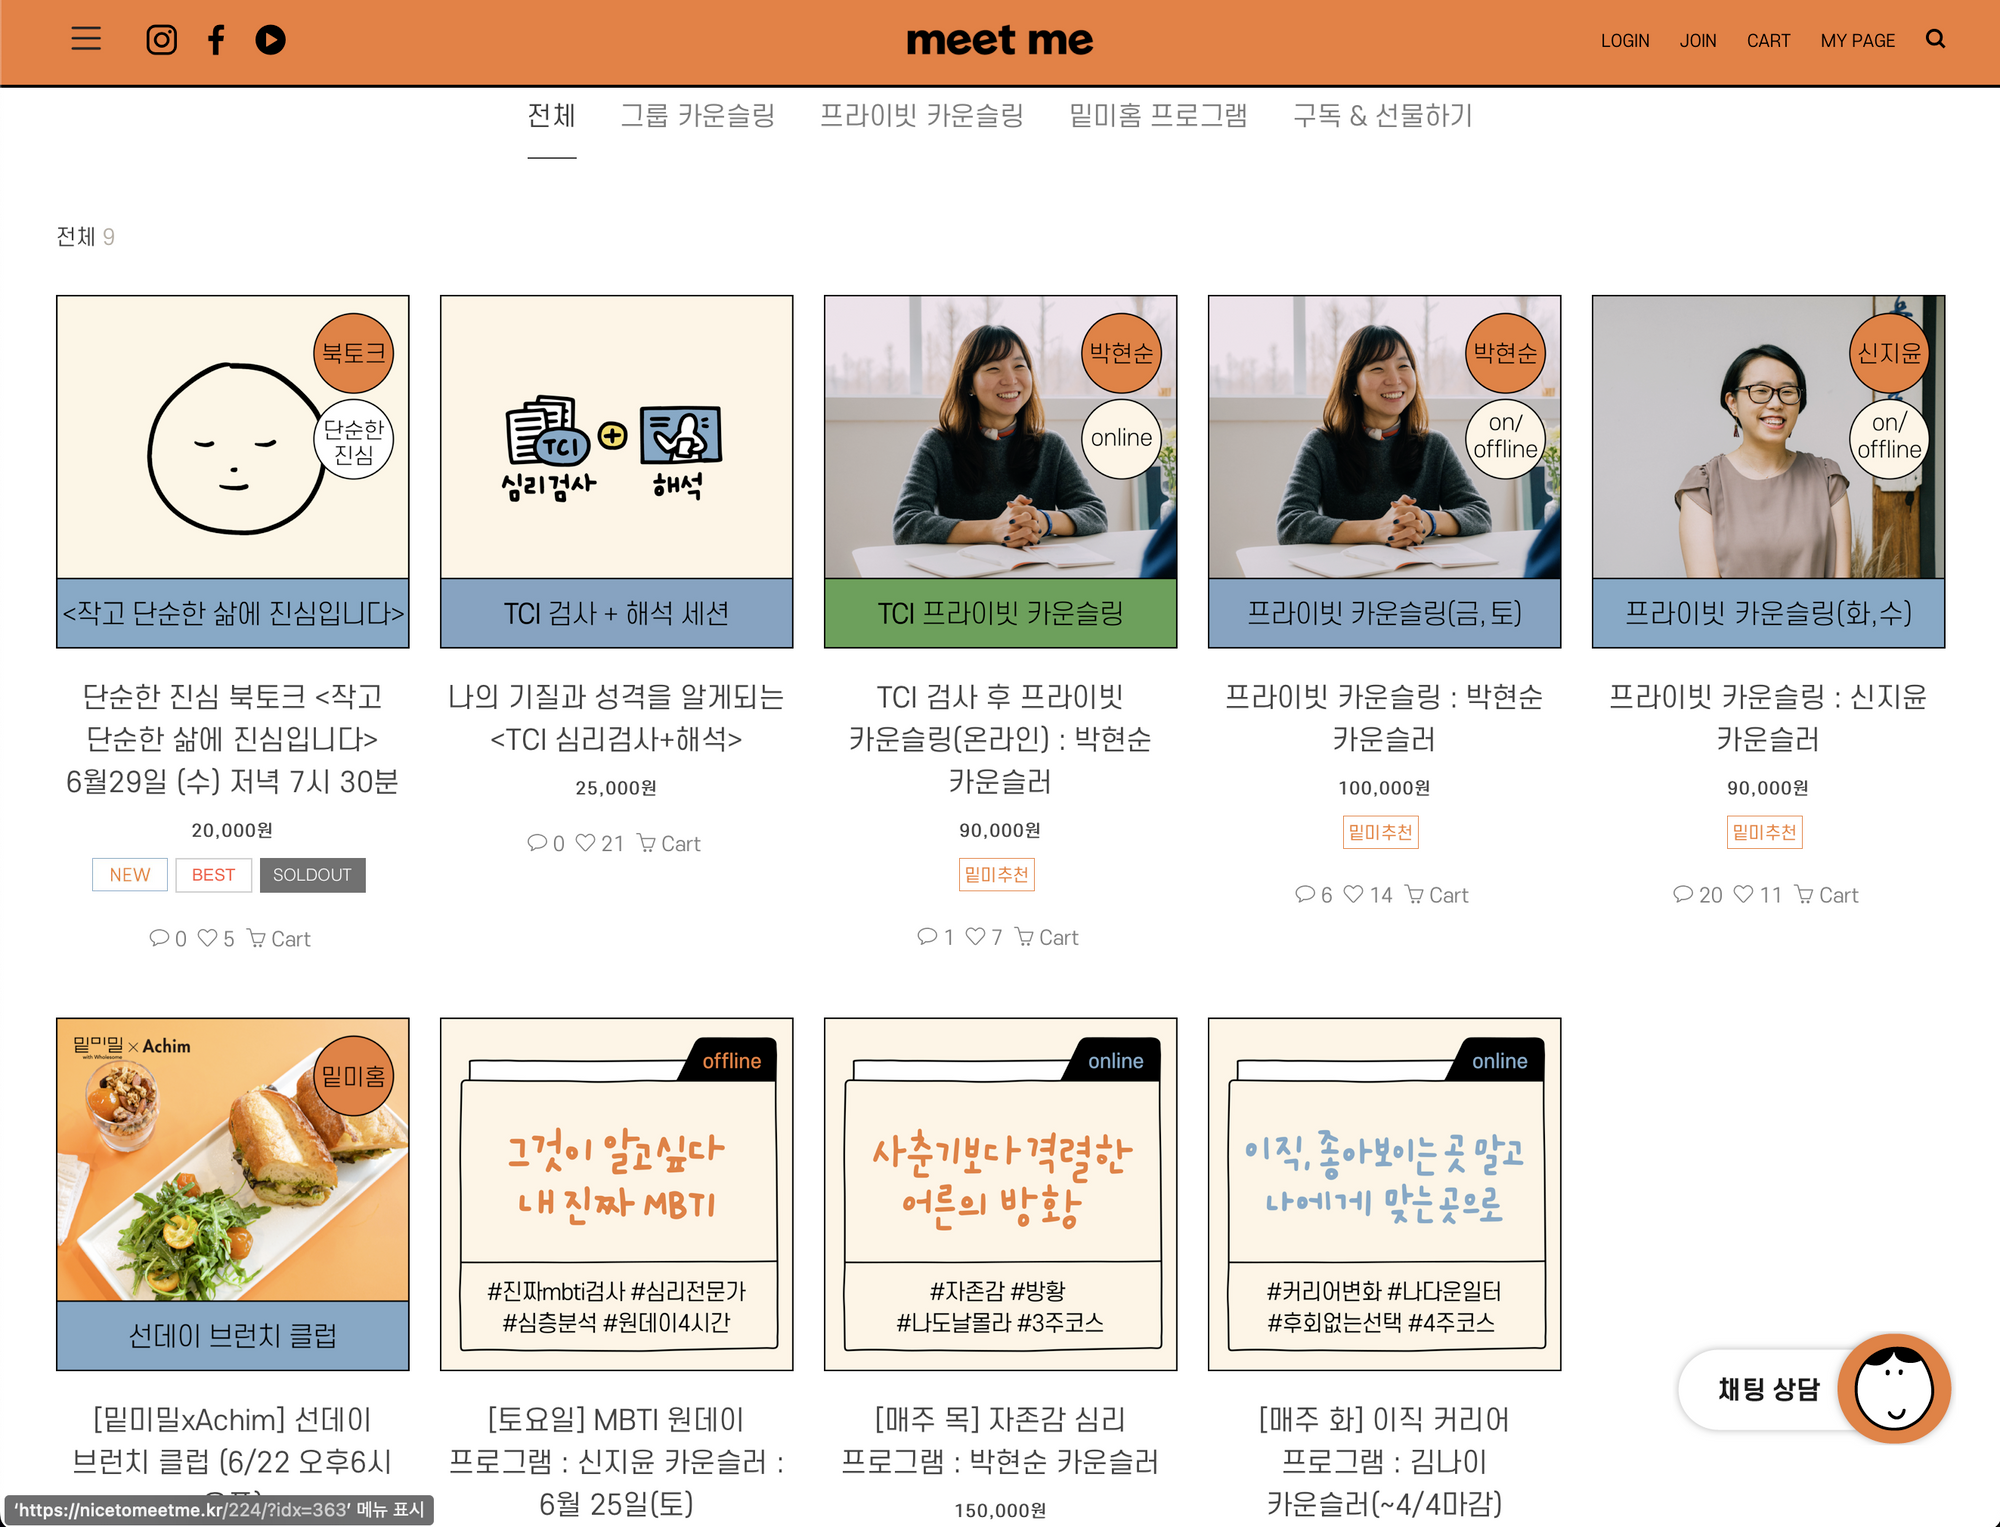 meet me
LOGIN JOIN CART MY PAGE
전체 그룹 카운슬링 프라이빗 카운슬링 밑미홈 프로그램 구독 & 선물하기
전체 9
북토크
단순한
진심
<작고 단순한 삶에 진심입니다>
단순한 진심 북토크 <작고
단순한 삶에 진심입니다>
6월29일 (수) 저녁 7시 30분
20,000원
NEW BEST SOLDOUT
0 5 Cart
TCI
심리검사
+
해석
TCI 검사 + 해석 세션
나의 기질과 성격을 알게되는
<TCI 심리검사+해석>
25,000원
0 21 Cart
박현순
online
TCI 프라이빗 카운슬링
TCI 검사 후 프라이빗
카운슬링(온라인) : 박현순
카운슬러
90,000원
밑미추천
1 7 Cart
박현순
on/
offline
프라이빗 카운슬링(금, 토)
프라이빗 카운슬링 : 박현순
카운슬러
100,000원
밑미추천
6 14 Cart
신지윤
on/
offline
프라이빗 카운슬링(화,수)
프라이빗 카운슬링 : 신지윤
카운슬러
90,000원
밑미추천
20 11 Cart
밑미밀 × Achim
with Wholesome
밑미홈
선데이 브런치 클럽
[밑미밀xAchim] 선데이
브런치 클럽 (6/22 오후6시
offline
그것이 알고싶다
내 진짜 MBTI
#진짜mbti검사 #심리전문가
#심층분석 #원데이4시간
[토요일] MBTI 원데이
프로그램 : 신지윤 카운슬러 :
6월 25일(토)
online
사춘기보다 격렬한
어른의 방황
#자존감 #방황
#나도날몰라 #3주코스
[매주 목] 자존감 심리
프로그램 : 박현순 카운슬러
150,000원
online
이직, 좋아보이는 곳 말고
나에게 맞는 곳으로
#커리어변화 #나다운일터
#후회없는선택 #4주코스
[매주 화] 이직 커리어
프로그램 : 김나이
카운슬러(~4/4마감)
채팅 상담
'https://nicetomeetme.kr/224/?idx=363' 메뉴 표시